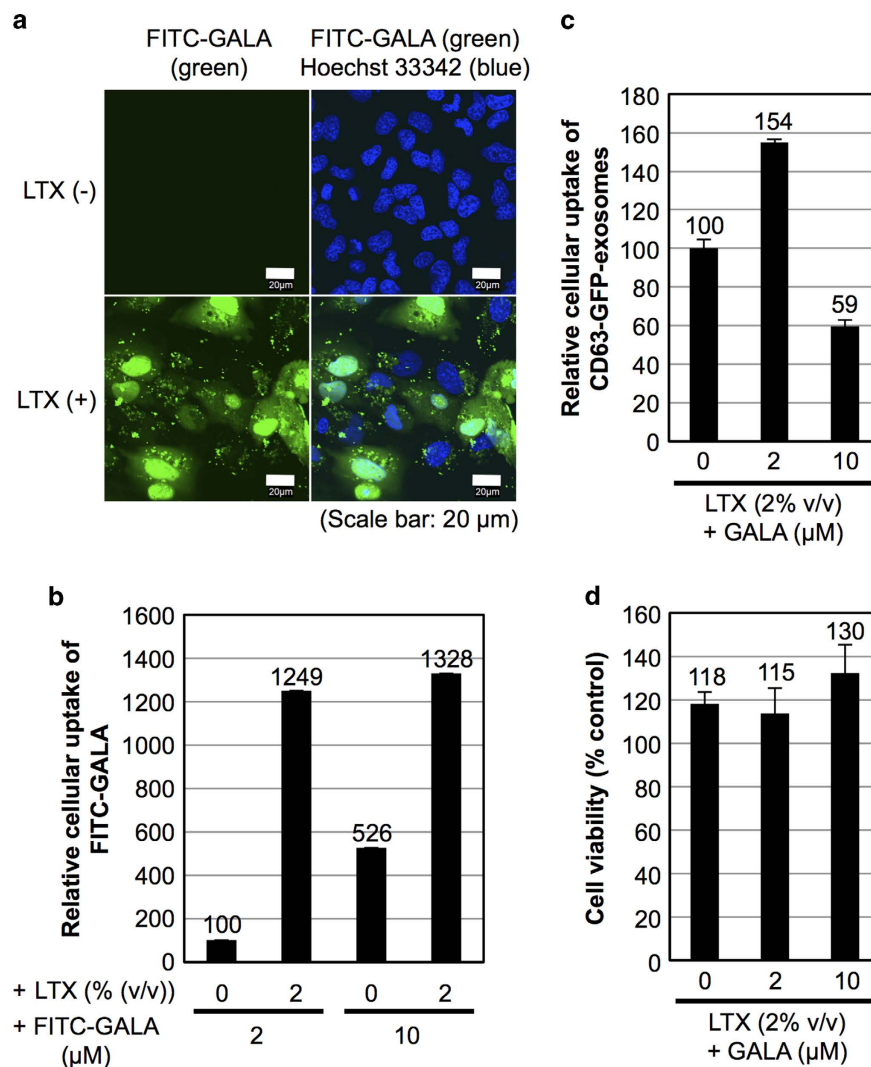 a
FITC-GALA
(green)
FITC-GALA (green)
Hoechst 33342 (blue)
LTX (-)
20μm
20μm
LTX (+)
20μm
20μm
(Scale bar: 20 μm)
b
Relative cellular uptake of
FITC-GALA
1600
1400
1200
1000
800
600
400
200
0
100
1249
526
1328
+ LTX (% (v/v))
0
2
0
2
+ FITC-GALA
(μM)
2
10
c
Relative cellular uptake of
CD63-GFP-exosomes
180
160
140
120
100
80
60
40
20
0
100
154
59
0
2
10
LTX (2% v/v)
+ GALA (μM)
d
Cell viability (% control)
160
140
120
100
80
60
40
20
0
118
115
130
0
2
10
LTX (2% v/v)
+ GALA (μM)